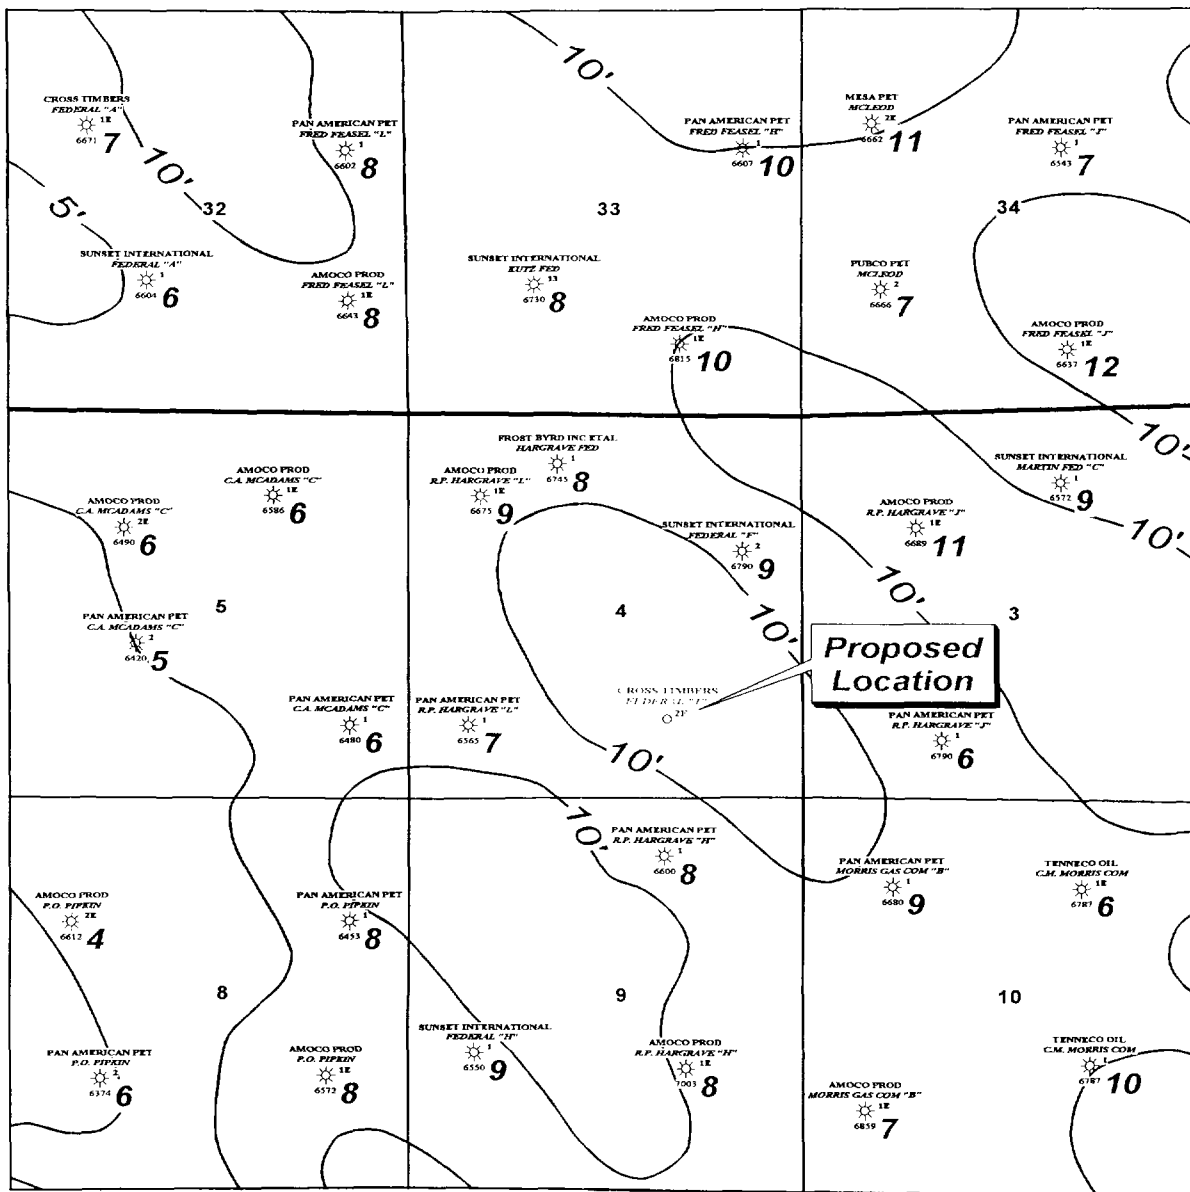 10'
CROSS TIMBERS
FEDERAL "A"
1E
6671
7
PAN AMERICAN PET
FRED FEASEL "L"
1
6602
8
PAN AMERICAN PET
FRED FEASEL "H"
1
6607
10
MESA PET
MCLEOD
2E
6662
11
PAN AMERICAN PET
FRED FEASEL "J"
1
6543
7
10'
5'
32
33
34
SUNSET INTERNATIONAL
FEDERAL "A"
1
6604
6
AMOCO PROD
FRED FEASEL "L"
1E
6643
8
SUNSET INTERNATIONAL
KUTZ FED
13
6730
8
PUBCO PET
MCLEOD
2
6666
7
AMOCO PROD
FRED FEASEL "H"
1E
6815
10
AMOCO PROD
FRED FEASEL "J"
1E
6637
12
10'
FROST BYRD INC ETAL
HARGRAVE FED
1
6745
8
AMOCO PROD
C.A. MCADAMS "C"
1E
6586
6
AMOCO PROD
R.P. HARGRAVE "L"
1E
6675
9
SUNSET INTERNATIONAL
MARTIN FED "C"
1
6572
9
AMOCO PROD
C.A. MCADAMS "C"
2E
6490
6
SUNSET INTERNATIONAL
FEDERAL "F"
2
6790
9
AMOCO PROD
R.P. HARGRAVE "J"
1E
6689
11
10'
10'
10'
5
4
3
PAN AMERICAN PET
C.A. MCADAMS "C"
2
6420
5
Proposed
Location
CROSS TIMBERS
2F
PAN AMERICAN PET
C.A. MCADAMS "C"
1
6480
6
PAN AMERICAN PET
R.P. HARGRAVE "L"
1
6565
7
PAN AMERICAN PET
R.P. HARGRAVE "J"
1
6790
6
10'
10'
PAN AMERICAN PET
R.P. HARGRAVE "H"
1
6600
8
PAN AMERICAN PET
MORRIS GAS COM "B"
1
6680
9
TENNECO OIL
C.M. MORRIS COM
1E
6787
6
AMOCO PROD
P.O. PIPKIN
2E
6612
4
PAN AMERICAN PET
P.O. PIPKIN
1
6453
8
8
9
10
PAN AMERICAN PET
P.O. PIPKIN
2
6374
6
AMOCO PROD
P.O. PIPKIN
1E
6572
8
SUNSET INTERNATIONAL
FEDERAL "H"
1
6550
9
AMOCO PROD
R.P. HARGRAVE "H"
1E
7003
8
TENNECO OIL
C.M. MORRIS COM
1
6787
10
AMOCO PROD
MORRIS GAS COM "B"
1E
6859
7